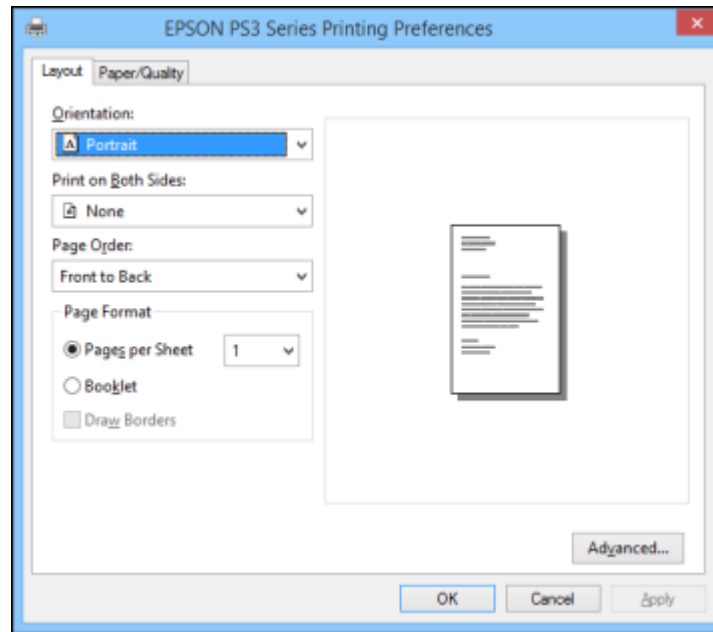 EPSON PS3 Series Printing Preferences
Layout Paper/Quality
Orientation:
Portrait
Print on Both Sides:
None
Page Order:
Front to Back
Page Format
Pages per Sheet 1
Booklet
Draw Borders
Advanced...
OK Cancel Apply